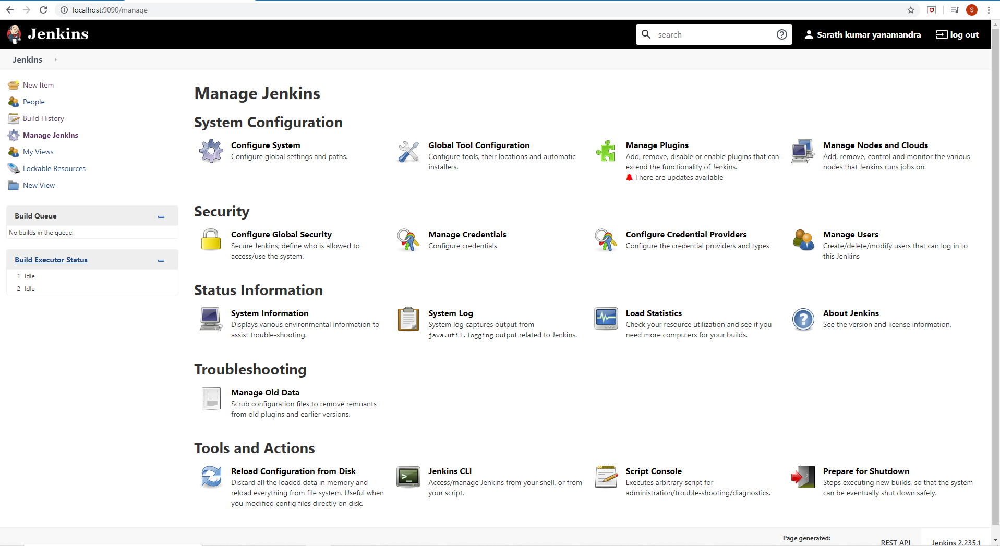 localhost:9090/manage
S
Jenkins
search
Sarath kumar yanamandra
log out
Jenkins
New Item
People
Build History
Manage Jenkins
My Views
Lockable Resources
New View
Build Queue
No builds in the queue.
Build Executor Status
1 Idle
2 Idle
Manage Jenkins
System Configuration
Configure System
Configure global settings and paths.
Global Tool Configuration
Configure tools, their locations and automatic
installers.
Manage Plugins
Add, remove, disable or enable plugins that can
extend the functionality of Jenkins.
There are updates available
Manage Nodes and Clouds
Add, remove, control and monitor the various
nodes that Jenkins runs jobs on.
Security
Configure Global Security
Secure Jenkins; define who is allowed to
access/use the system.
Manage Credentials
Configure credentials
Configure Credential Providers
Configure the credential providers and types
Manage Users
Create/delete/modify users that can log in to
this Jenkins
Status Information
System Information
Displays various environmental information to
assist trouble-shooting.
System Log
System log captures output from
java.util.logging output related to Jenkins.
Load Statistics
Check your resource utilization and see if you
need more computers for your builds.
About Jenkins
See the version and license information.
Troubleshooting
Manage Old Data
Scrub configuration files to remove remnants
from old plugins and earlier versions.
Tools and Actions
Reload Configuration from Disk
Discard all the loaded data in memory and
reload everything from file system. Useful when
you modified config files directly on disk.
Jenkins CLI
Access/manage Jenkins from your shell, or from
your script.
Script Console
Executes arbitrary script for
administration/trouble-shooting/diagnostics.
Prepare for Shutdown
Stops executing new builds, so that the system
can be eventually shut down safely.
Page generated:
REST API
Jenkins 2.235.1